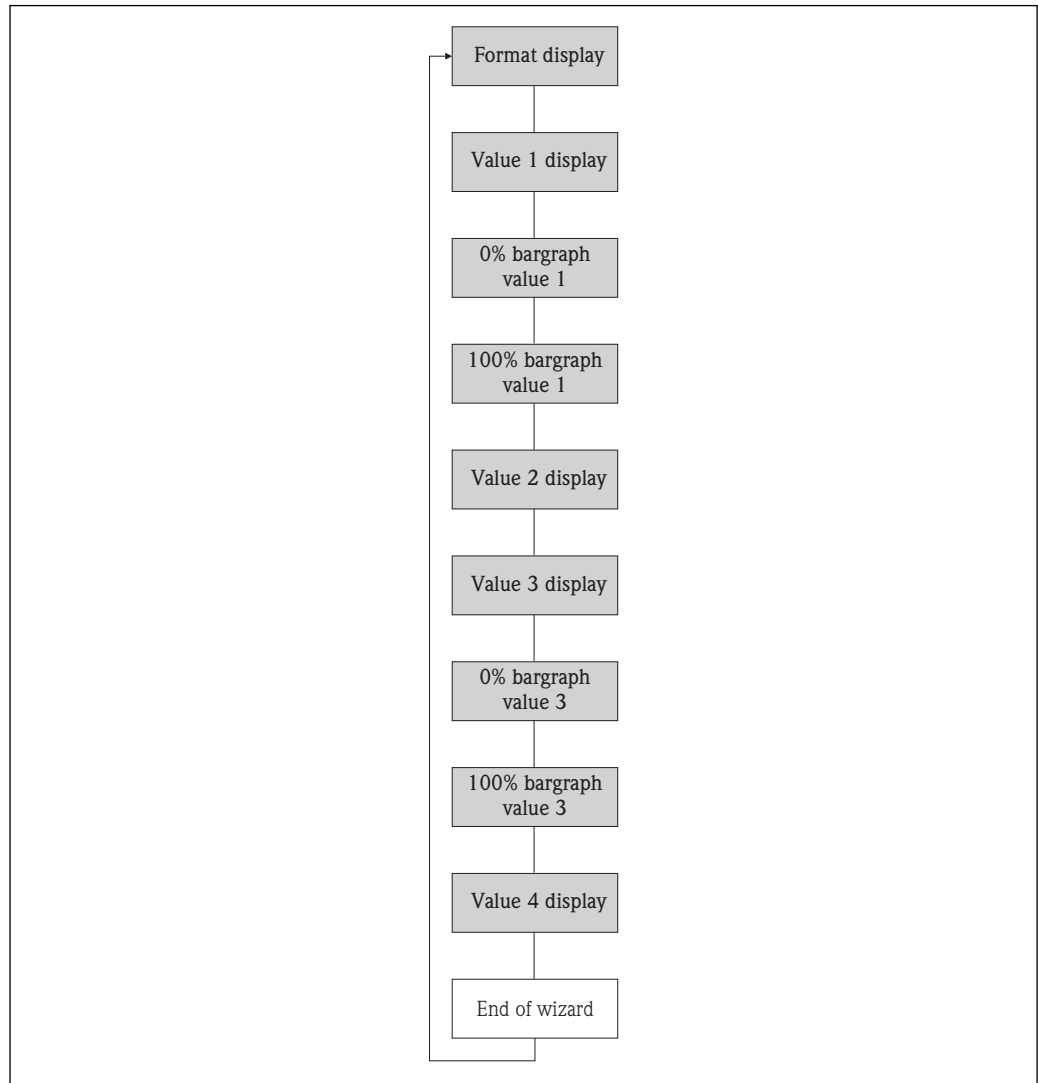 Format display
Value 1 display
0% bargraph
value 1
100% bargraph
value 1
Value 2 display
Value 3 display
0% bargraph
value 3
100% bargraph
value 3
Value 4 display
End of wizard